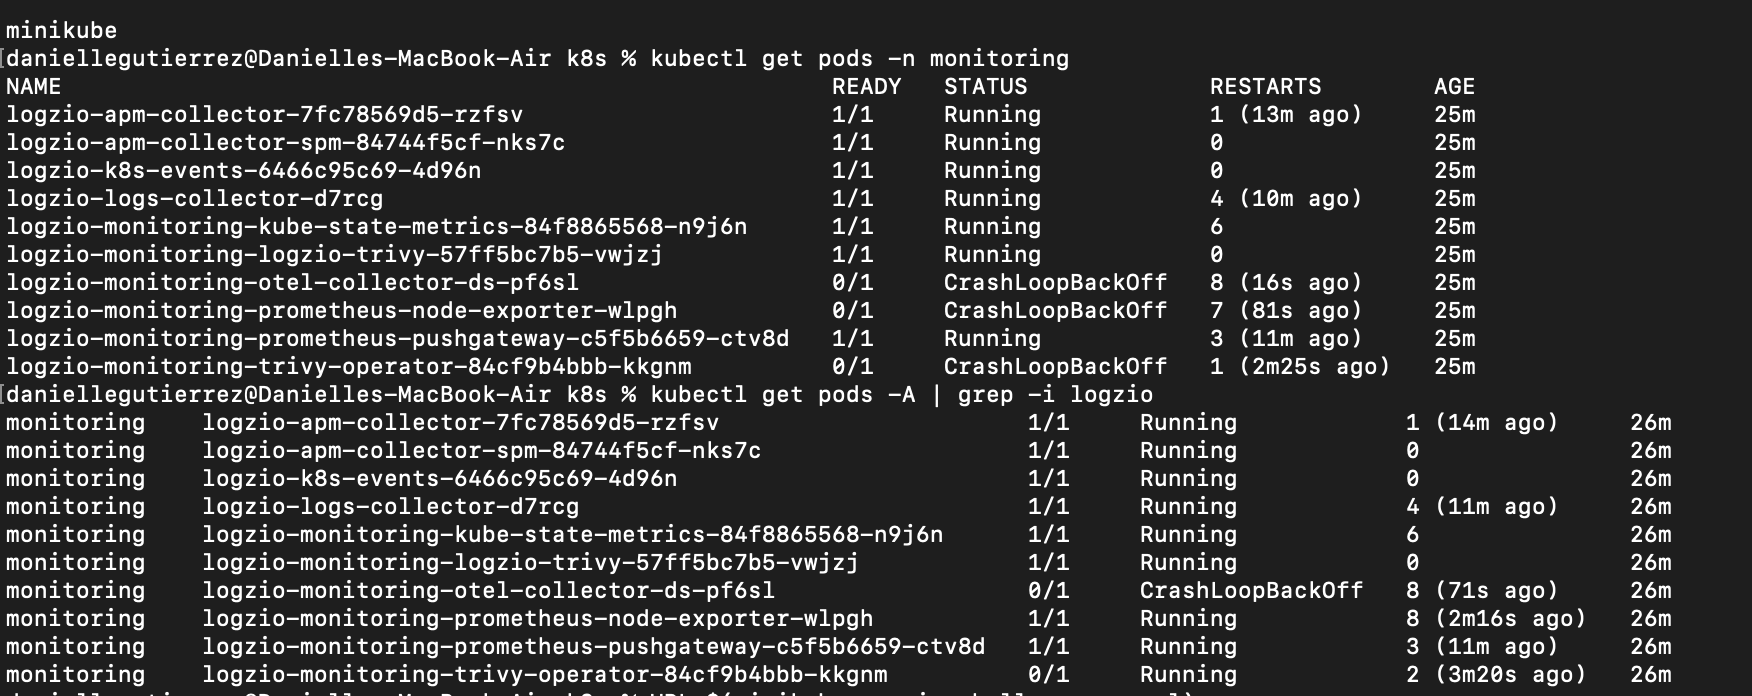 minikube
daniellegutierrez@Danielles-MacBook-Air k8s % kubectl get pods -n monitoring
NAME READY STATUS RESTARTS AGE
logzio-apm-collector-7fc78569d5-rzfsv 1/1 Running 1 (13m ago) 25m
logzio-apm-collector-spm-84744f5cf-nks7c 1/1 Running 0 25m
logzio-k8s-events-6466c95c69-4d96n 1/1 Running 0 25m
logzio-logs-collector-d7rcg 1/1 Running 4 (10m ago) 25m
logzio-monitoring-kube-state-metrics-84f8865568-n9j6n 1/1 Running 6 25m
logzio-monitoring-logzio-trivy-57ff5bc7b5-vwjzj 1/1 Running 0 25m
logzio-monitoring-otel-collector-ds-pf6sl 0/1 CrashLoopBackOff 8 (16s ago) 25m
logzio-monitoring-prometheus-node-exporter-wlpgh 0/1 CrashLoopBackOff 7 (81s ago) 25m
logzio-monitoring-prometheus-pushgateway-c5f5b6659-ctv8d 1/1 Running 3 (11m ago) 25m
logzio-monitoring-trivy-operator-84cf9b4bbb-kkgnm 0/1 CrashLoopBackOff 1 (2m25s ago) 25m
daniellegutierrez@Danielles-MacBook-Air k8s % kubectl get pods -A | grep -i logzio
monitoring logzio-apm-collector-7fc78569d5-rzfsv 1/1 Running 1 (14m ago) 26m
monitoring logzio-apm-collector-spm-84744f5cf-nks7c 1/1 Running 0 26m
monitoring logzio-k8s-events-6466c95c69-4d96n 1/1 Running 0 26m
monitoring logzio-logs-collector-d7rcg 1/1 Running 4 (11m ago) 26m
monitoring logzio-monitoring-kube-state-metrics-84f8865568-n9j6n 1/1 Running 6 26m
monitoring logzio-monitoring-logzio-trivy-57ff5bc7b5-vwjzj 1/1 Running 0 26m
monitoring logzio-monitoring-otel-collector-ds-pf6sl 0/1 CrashLoopBackOff 8 (71s ago) 26m
monitoring logzio-monitoring-prometheus-node-exporter-wlpgh 1/1 Running 8 (2m16s ago) 26m
monitoring logzio-monitoring-prometheus-pushgateway-c5f5b6659-ctv8d 1/1 Running 3 (11m ago) 26m
monitoring logzio-monitoring-trivy-operator-84cf9b4bbb-kkgnm 0/1 Running 2 (3m20s ago) 26m